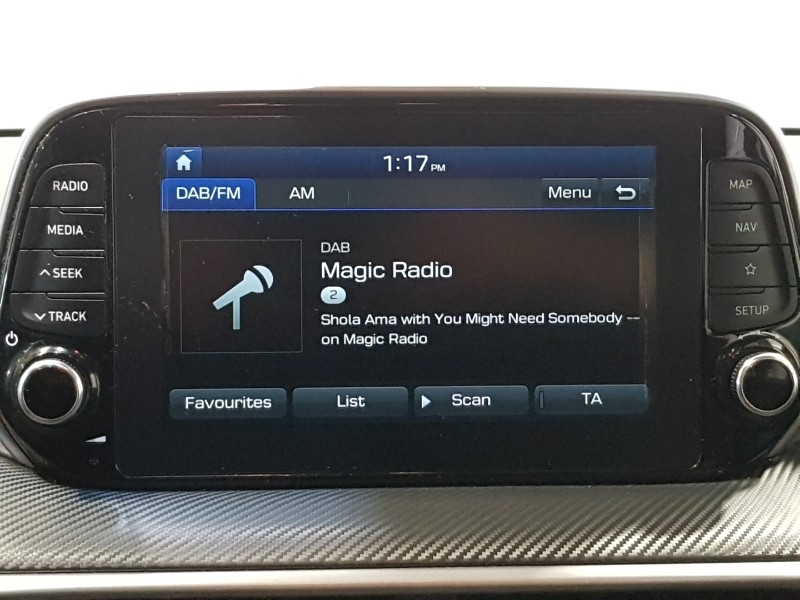 1:17 PM
DAB/FM AM Menu
RADIO
MEDIA
SEEK
TRACK
DAB
Magic Radio
2
Shola Ama with You Might Need Somebody --
on Magic Radio
Favourites List Scan TA
MAP
NAV
SETUP